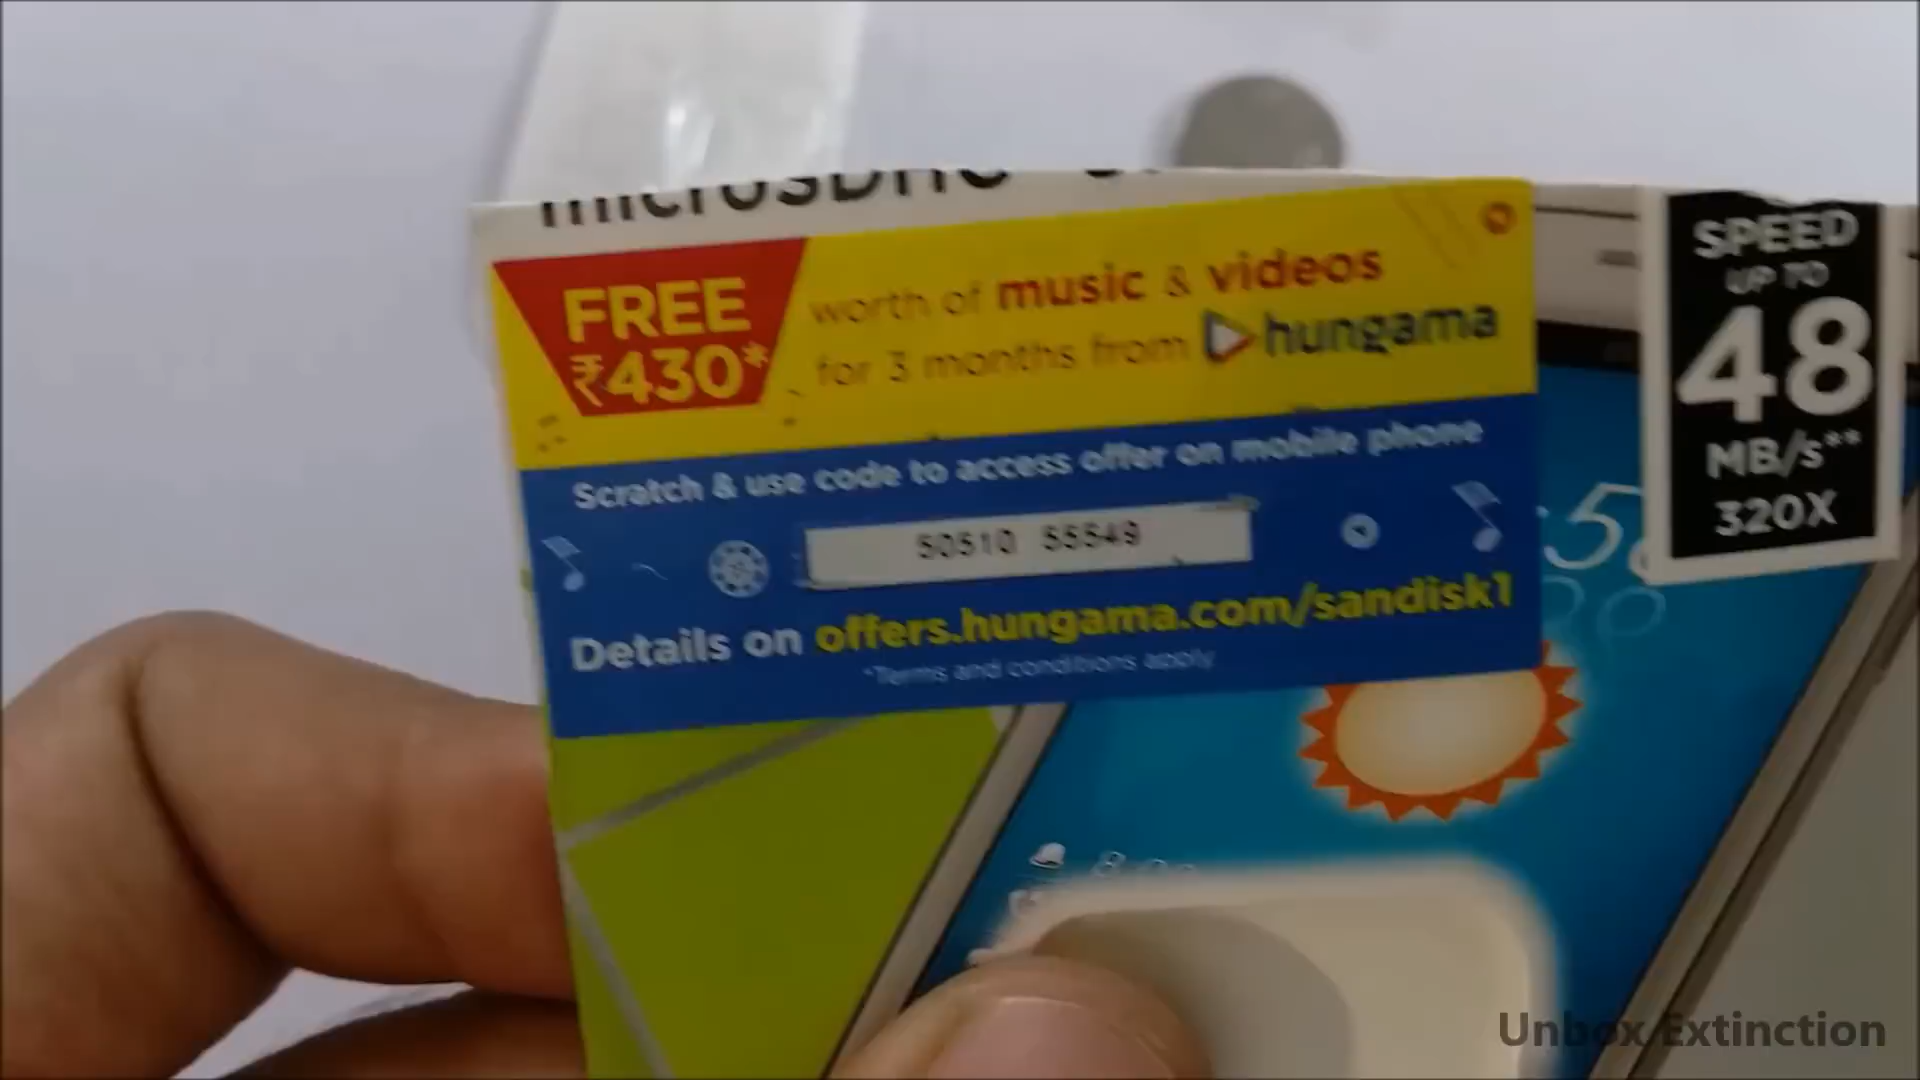 microSDHC
FREE
₹430*
worth of music & videos
for 3 months from hungama
Scratch & use code to access offer on mobile phone
50510 55549
Details on offers.hungama.com/sandisk1
*Terms and conditions apply
SPEED
UP TO
48
MB/s**
320X
Unbox Extinction